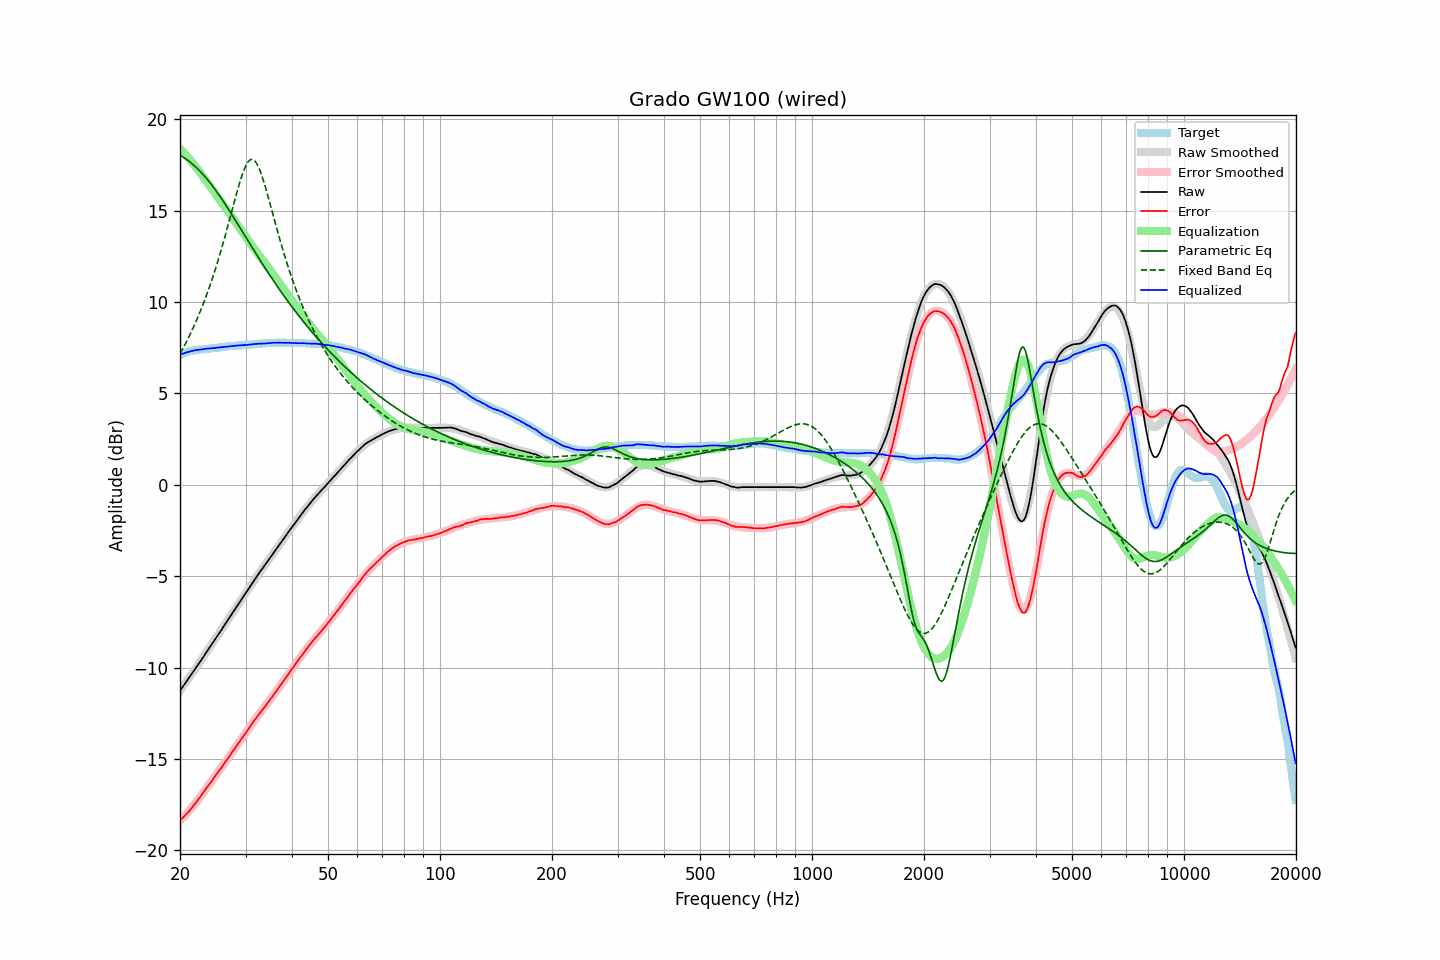 Grado GW100 (wired)
Amplitude (dBr)
20
15
10
5
0
−5
−10
−15
−20
Target
Raw Smoothed
Error Smoothed
Raw
Error
Equalization
Parametric Eq
Fixed Band Eq
Equalized
20 50 100 200 500 1000 2000 5000 10000 20000
Frequency (Hz)